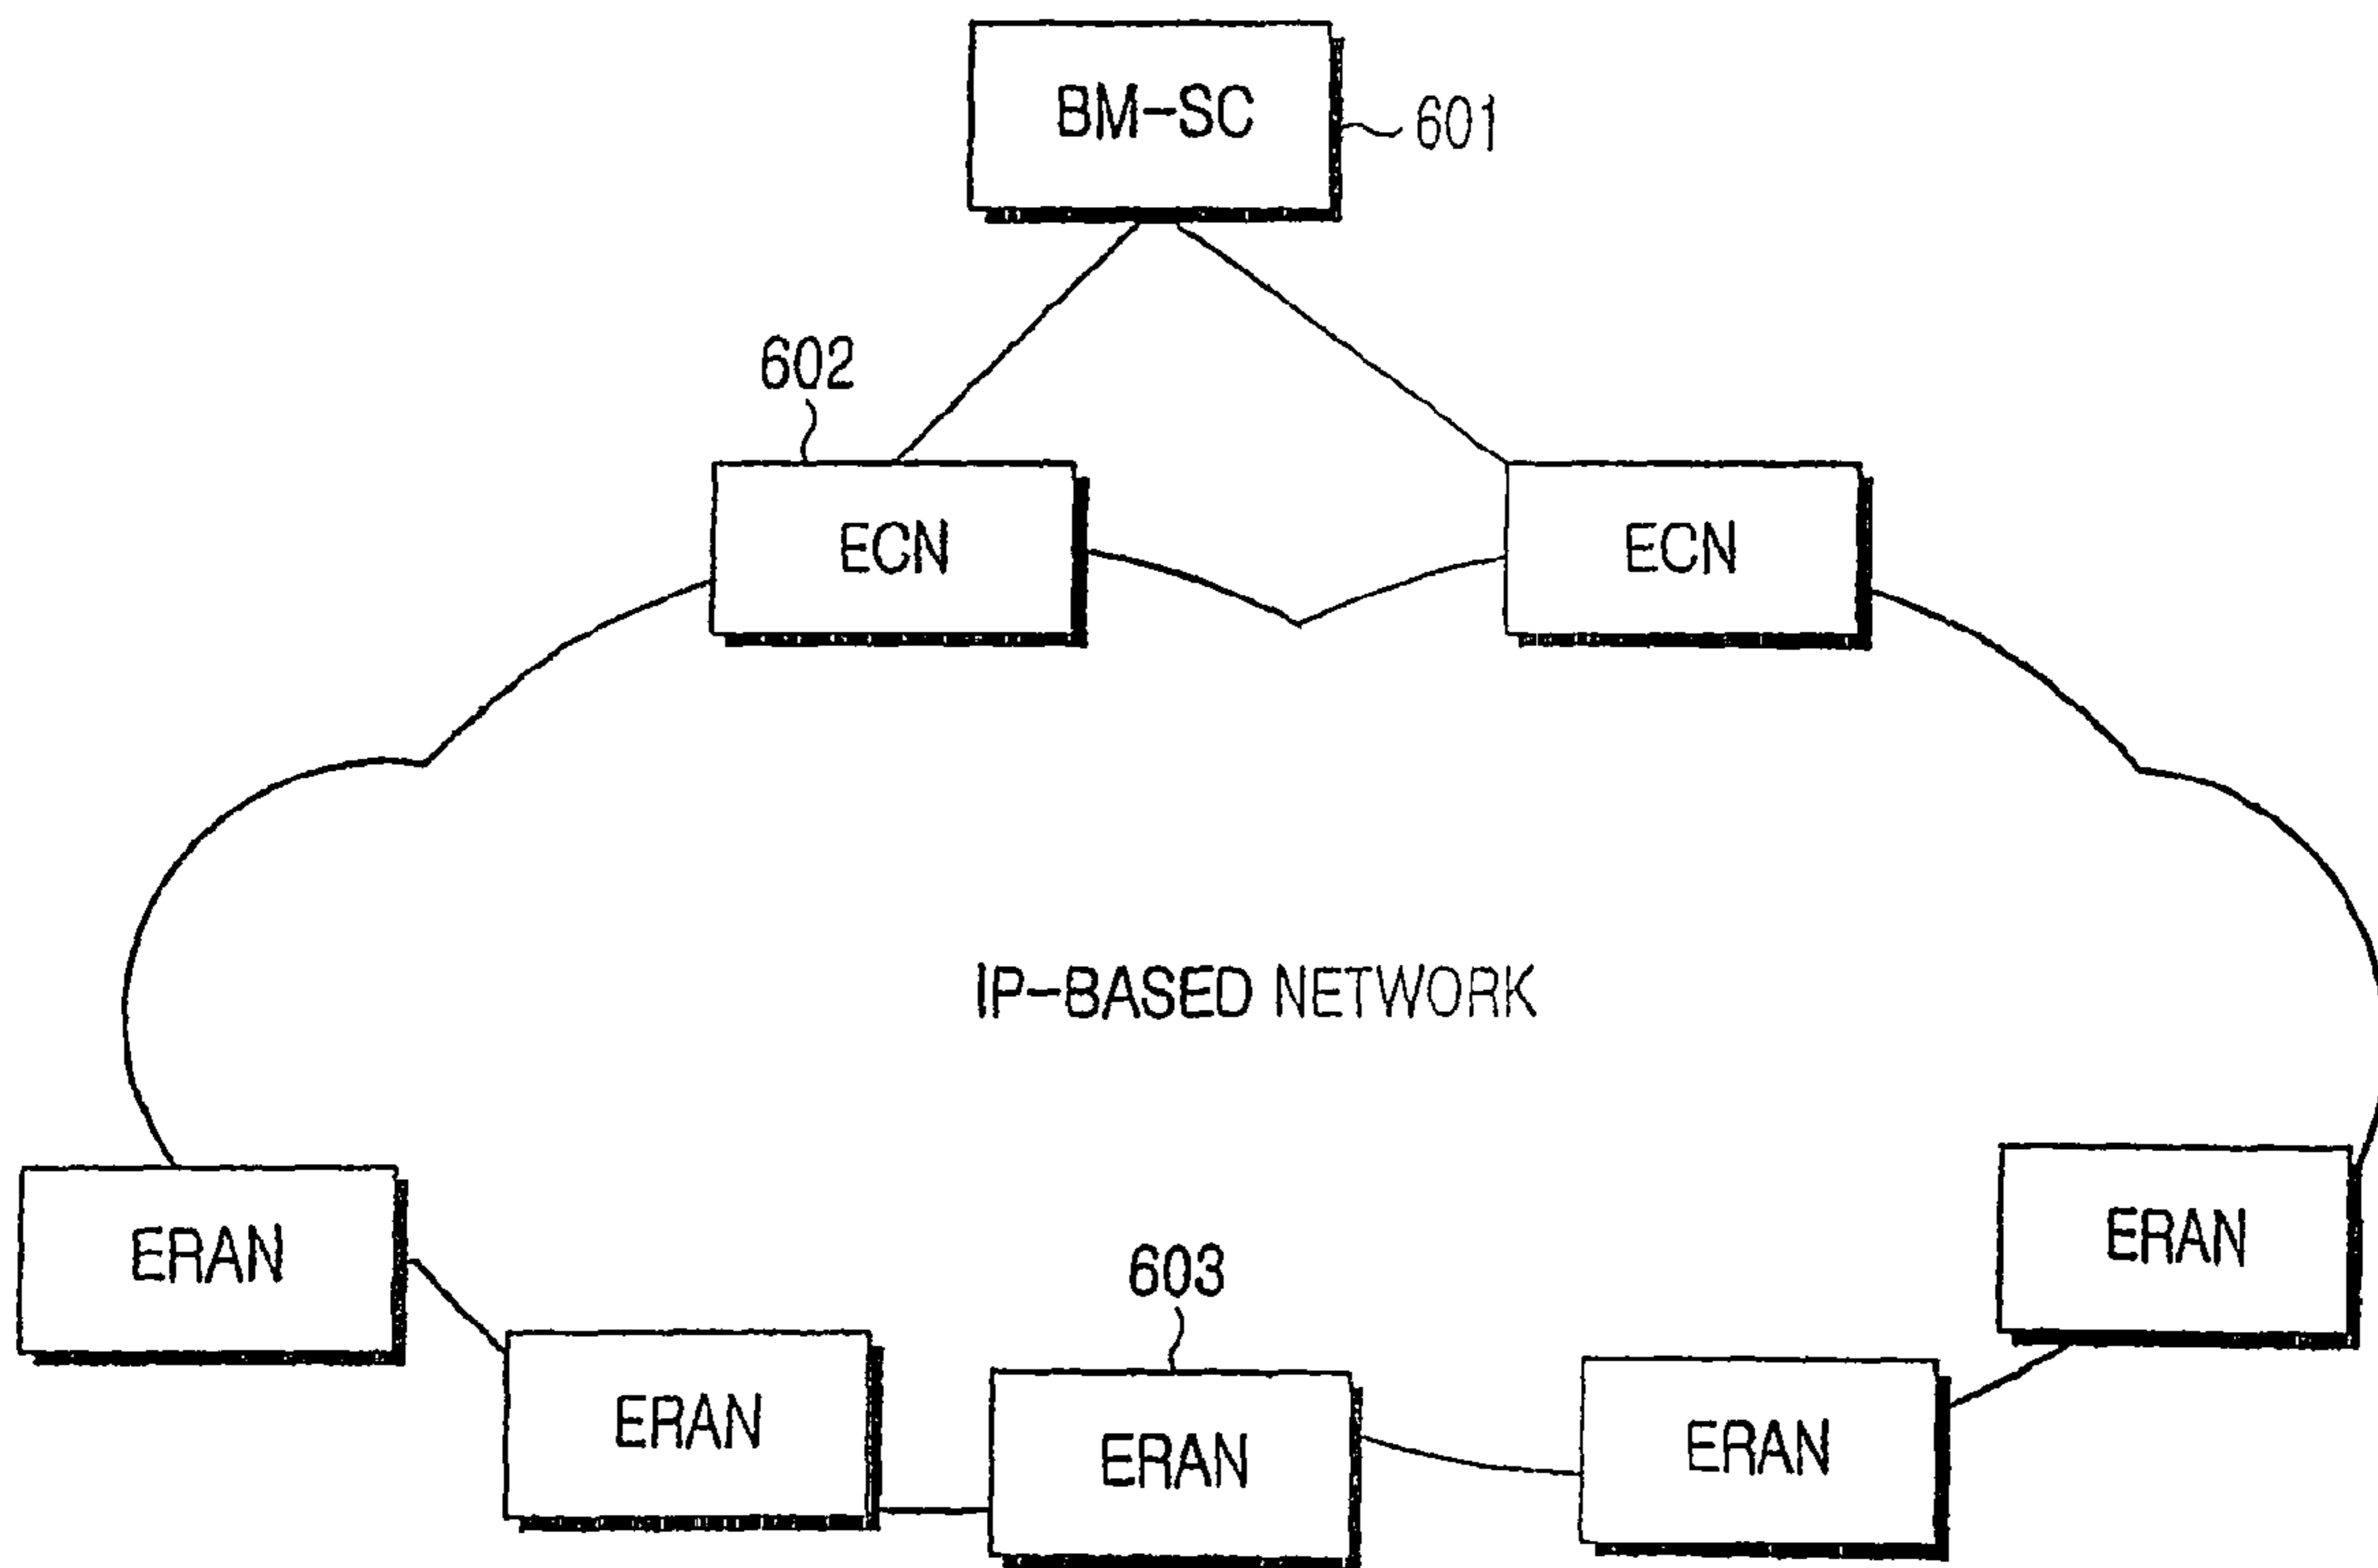 BM-SC
601
602
ECN
ECN
IP-BASED NETWORK
ERAN
ERAN
603
ERAN
ERAN
ERAN